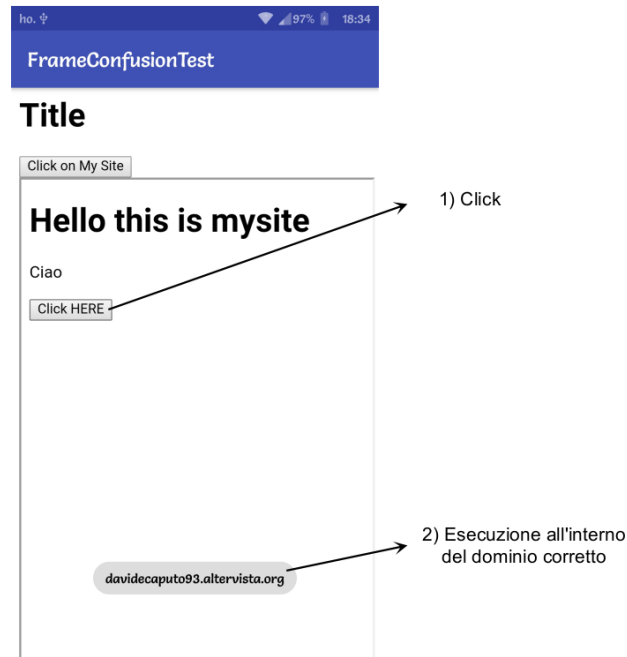 ho. 97% 18:34
FrameConfusionTest
Title
Click on My Site
Hello this is mysite
1) Click
Ciao
Click HERE
2) Esecuzione all'interno
del dominio corretto
davidecaputo93.altervista.org